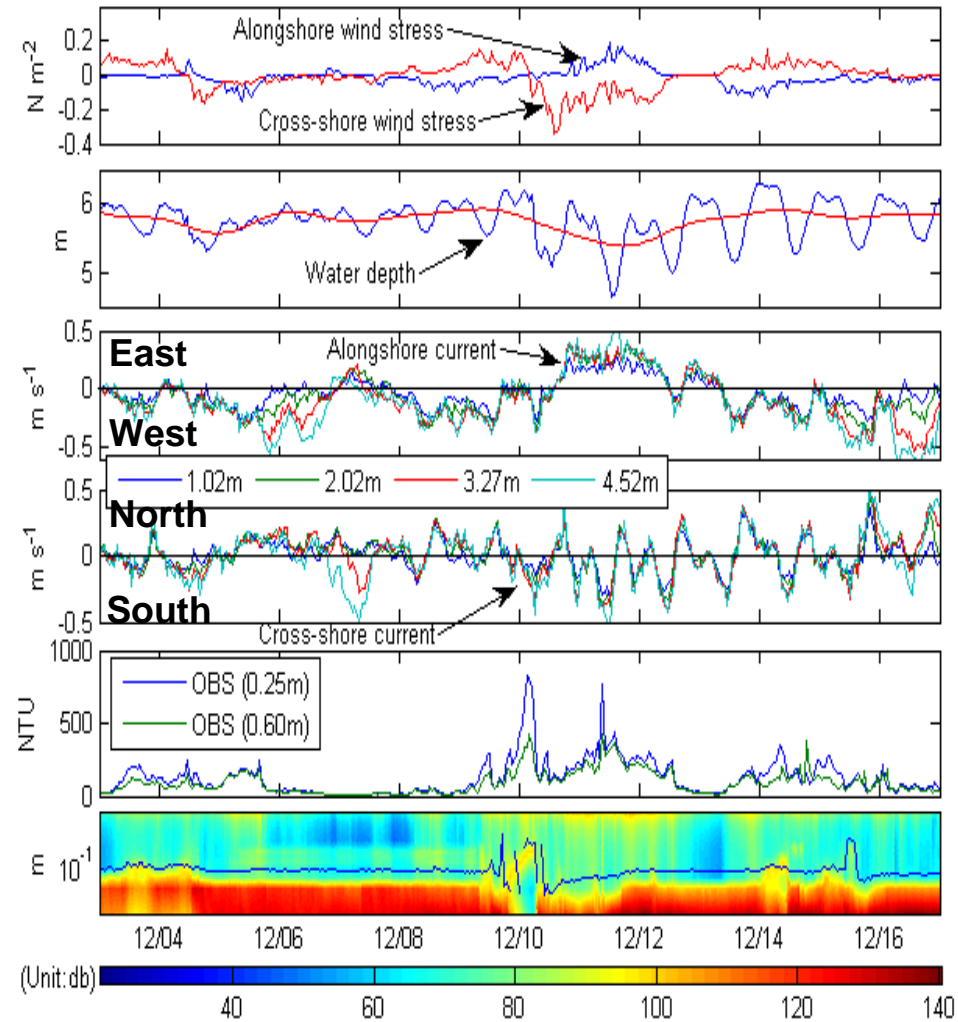 0.2
Alongshore wind stress
0
N m-2
-0.2
Cross-shore wind stress
-0.4
6
m
Water depth
5
0.5
East
Alongshore current
0
m s-1
West
-0.5
1.02m 2.02m 3.27m 4.52m
0.5
North
0
m s-1
South
-0.5
Cross-shore current
1000
OBS (0.25m)
NTU
500
OBS (0.60m)
0
m
10-1
12/04 12/06 12/08 12/10 12/12 12/14 12/16
(Unit:db)
40 60 80 100 120 140